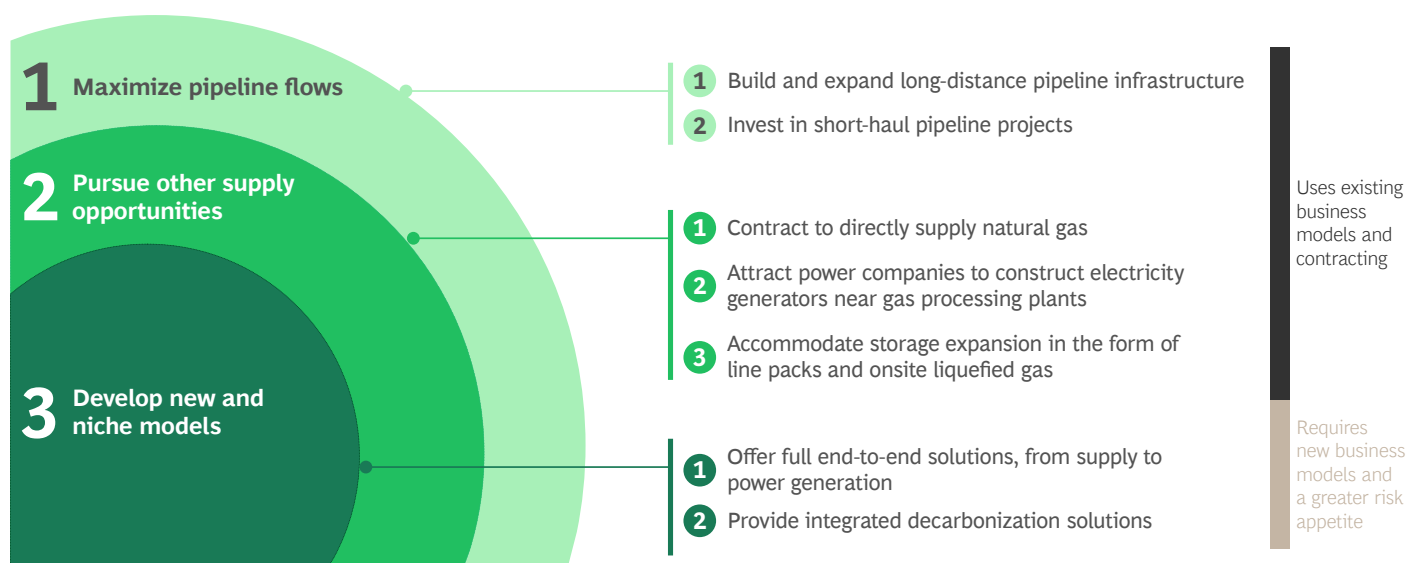 1 Maximize pipeline flows
1 Build and expand long-distance pipeline infrastructure
2 Invest in short-haul pipeline projects
2 Pursue other supply
opportunities
1 Contract to directly supply natural gas
2 Attract power companies to construct electricity
generators near gas processing plants
3 Accommodate storage expansion in the form of
line packs and onsite liquefied gas
Uses existing
business
models and
contracting
3 Develop new and
niche models
1 Offer full end-to-end solutions, from supply to
power generation
2 Provide integrated decarbonization solutions
Requires
new business
models and
a greater risk
appetite